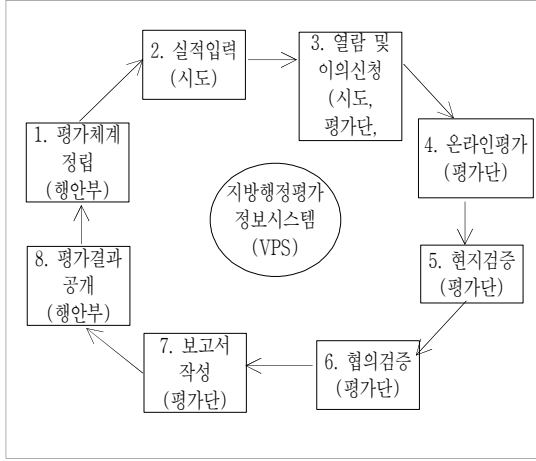 1. 평가체계
정립
(행안부)
2. 실적입력
(시도)
3. 열람 및
이의신청
(시도,
평가단,
4. 온라인평가
(평가단)
5. 현지검증
(평가단)
6. 협의검증
(평가단)
7. 보고서
작성
(평가단)
8. 평가결과
공개
(행안부)
지방행정평가
정보시스템
(VPS)